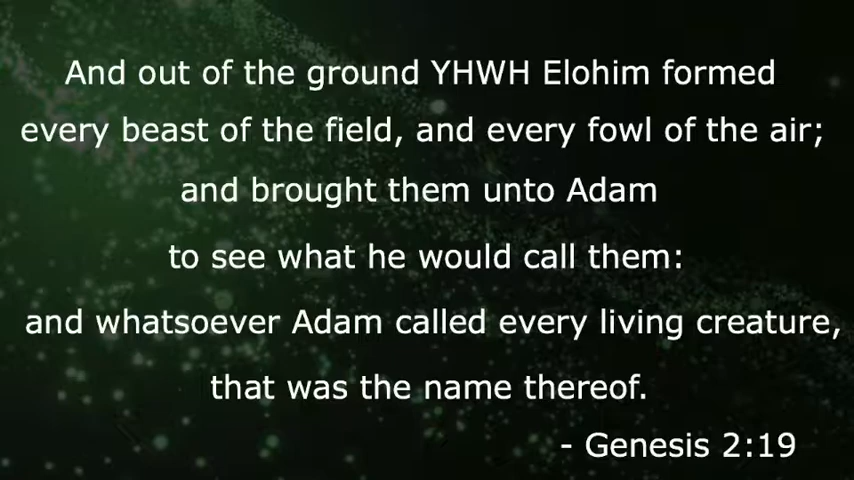 And out of the ground YHWH Elohim formed
every beast of the field, and every fowl of the air;
and brought them unto Adam
to see what he would call them:
and whatsoever Adam called every living creature,
that was the name thereof.
- Genesis 2:19